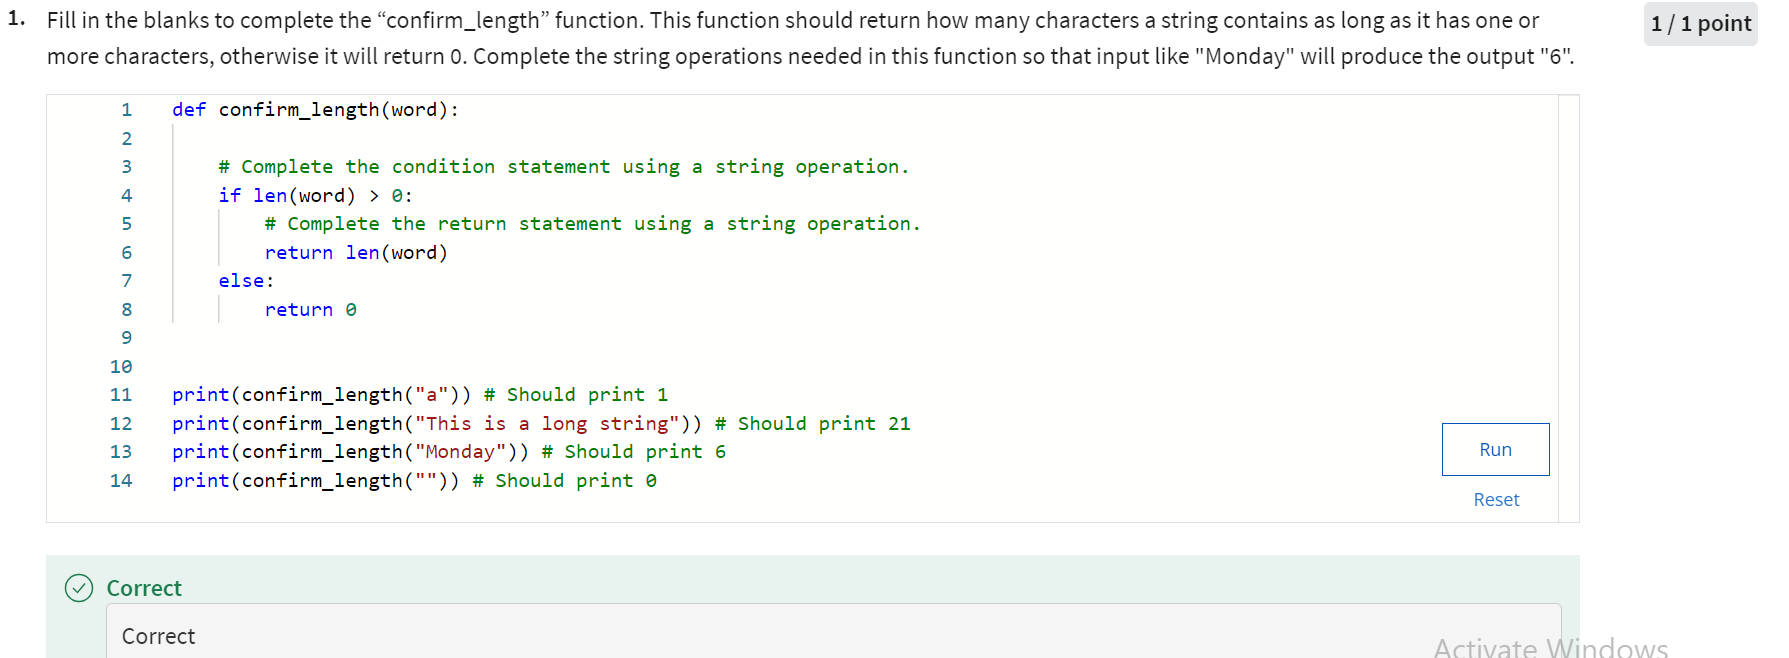 1. Fill in the blanks to complete the “confirm_length” function. This function should return how many characters a string contains as long as it has one or
more characters, otherwise it will return 0. Complete the string operations needed in this function so that input like "Monday" will produce the output "6".
1 / 1 point
1 def confirm_length(word):
2
3 # Complete the condition statement using a string operation.
4 if len(word) > 0:
5 # Complete the return statement using a string operation.
6 return len(word)
7 else:
8 return 0
9
10
11 print(confirm_length("a")) # Should print 1
12 print(confirm_length("This is a long string")) # Should print 21
13 print(confirm_length("Monday")) # Should print 6
14 print(confirm_length("")) # Should print 0
Run
Reset
Correct
Correct
Activate Windows